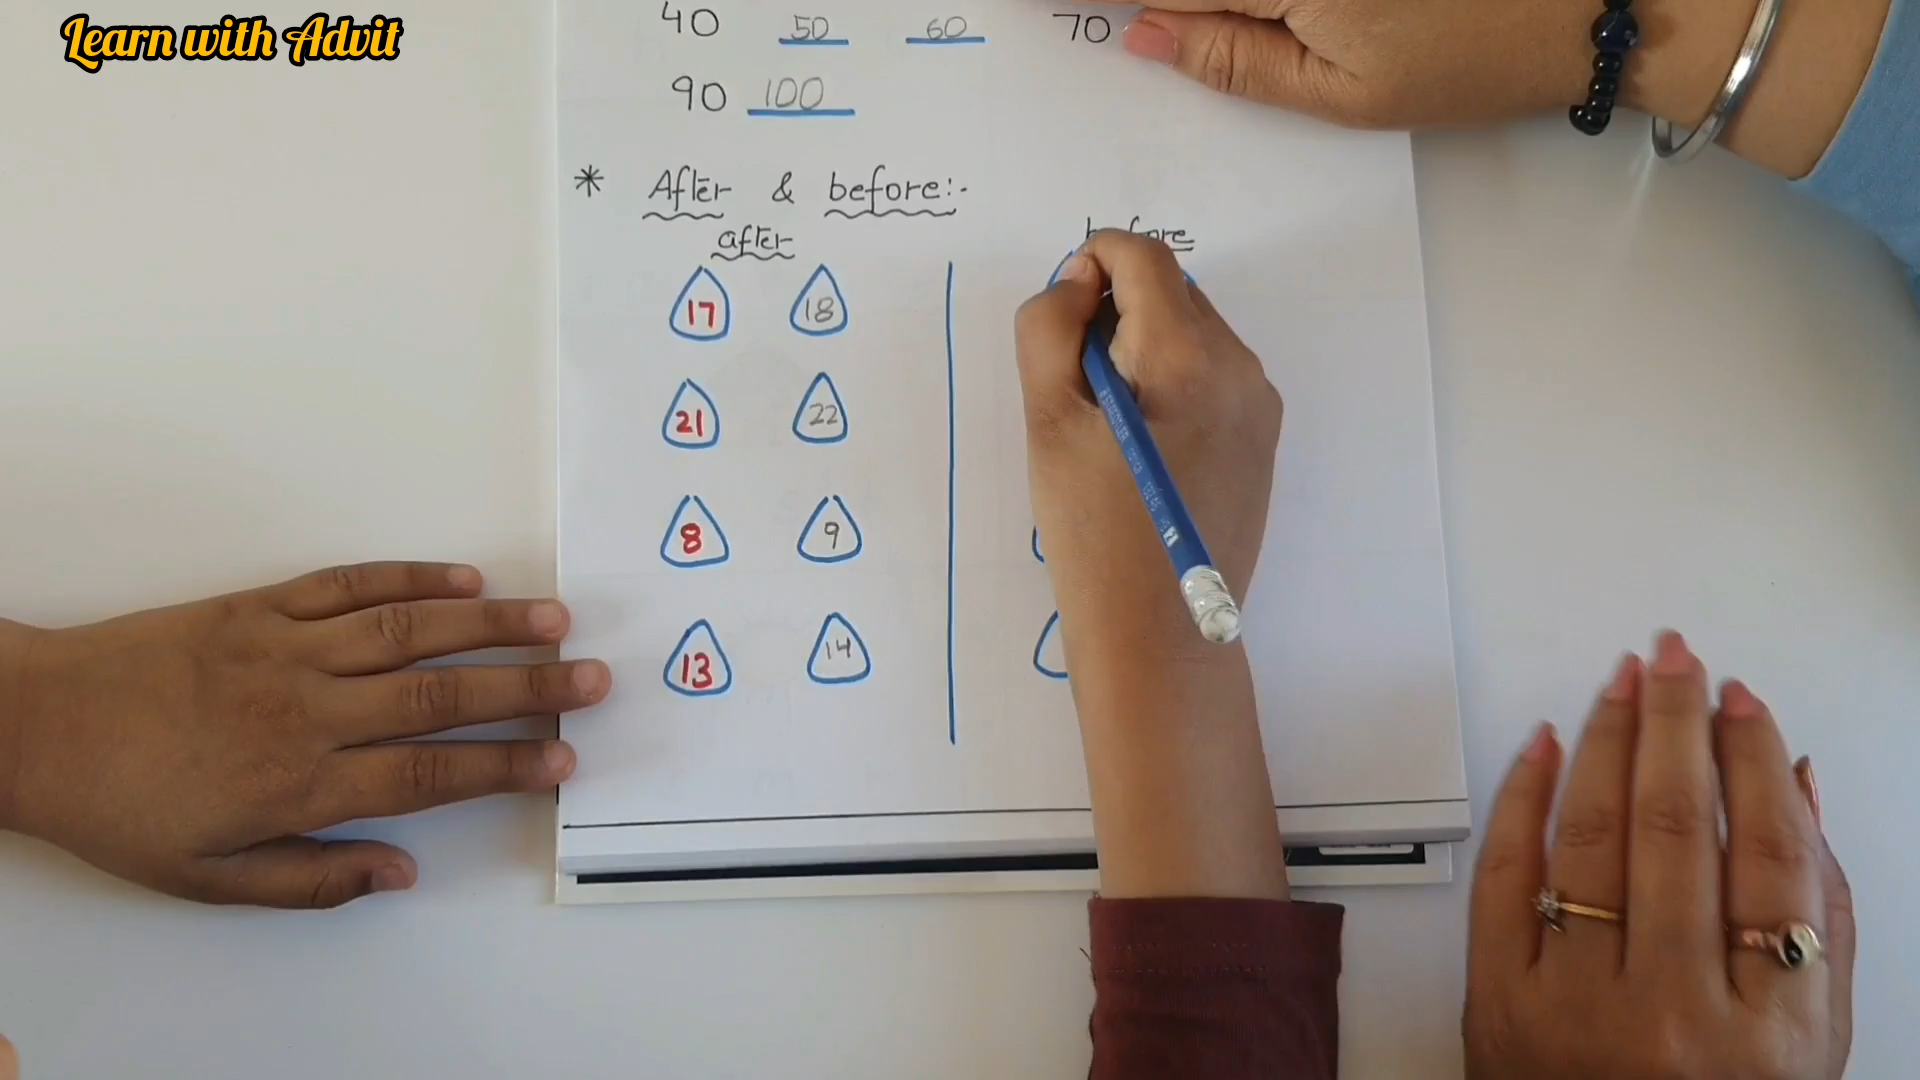 Learn with Advit
40 50 60 70
90 100
* After & before:-
after before
17 18
21 22
8 9
13 14